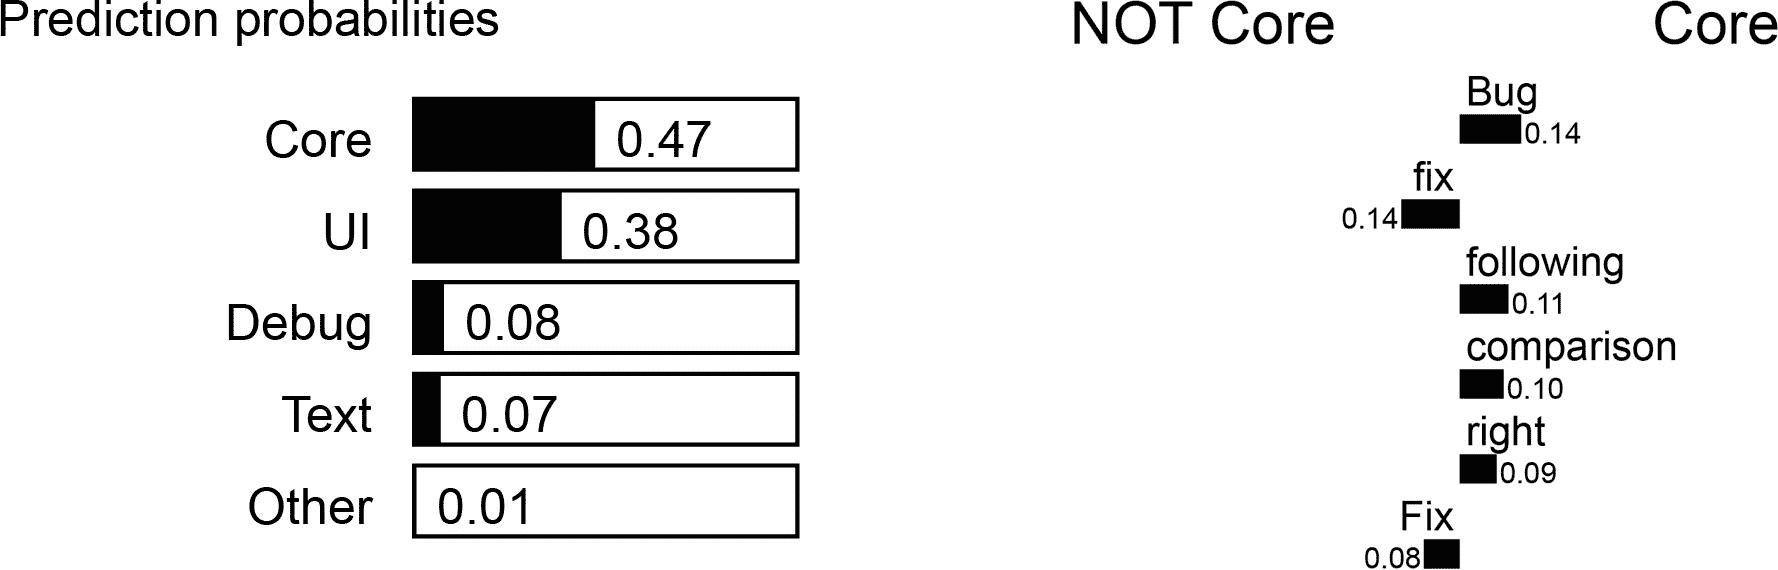 Prediction probabilities
Core 0.47
UI 0.38
Debug 0.08
Text 0.07
Other 0.01
NOT Core Core
Bug
0.14
fix
0.14
following
0.11
comparison
0.10
right
0.09
Fix
0.08